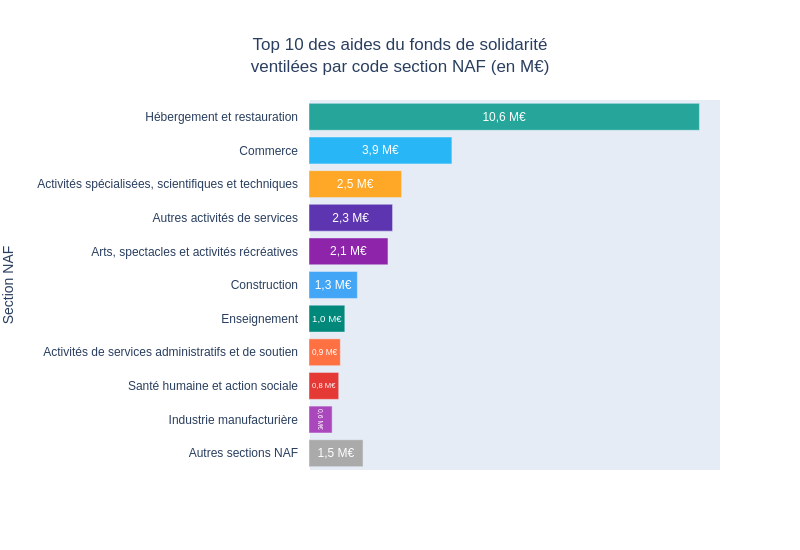 Top 10 des aides du fonds de solidarité
ventilées par code section NAF (en M€)
Section NAF
Hébergement et restauration 10,6 M€
Commerce 3,9 M€
Activités spécialisées, scientifiques et techniques 2,5 M€
Autres activités de services 2,3 M€
Arts, spectacles et activités récréatives 2,1 M€
Construction 1,3 M€
Enseignement 1,0 M€
Activités de services administratifs et de soutien 0,9 M€
Santé humaine et action sociale 0,8 M€
Industrie manufacturière 0,6 M€
Autres sections NAF 1,5 M€